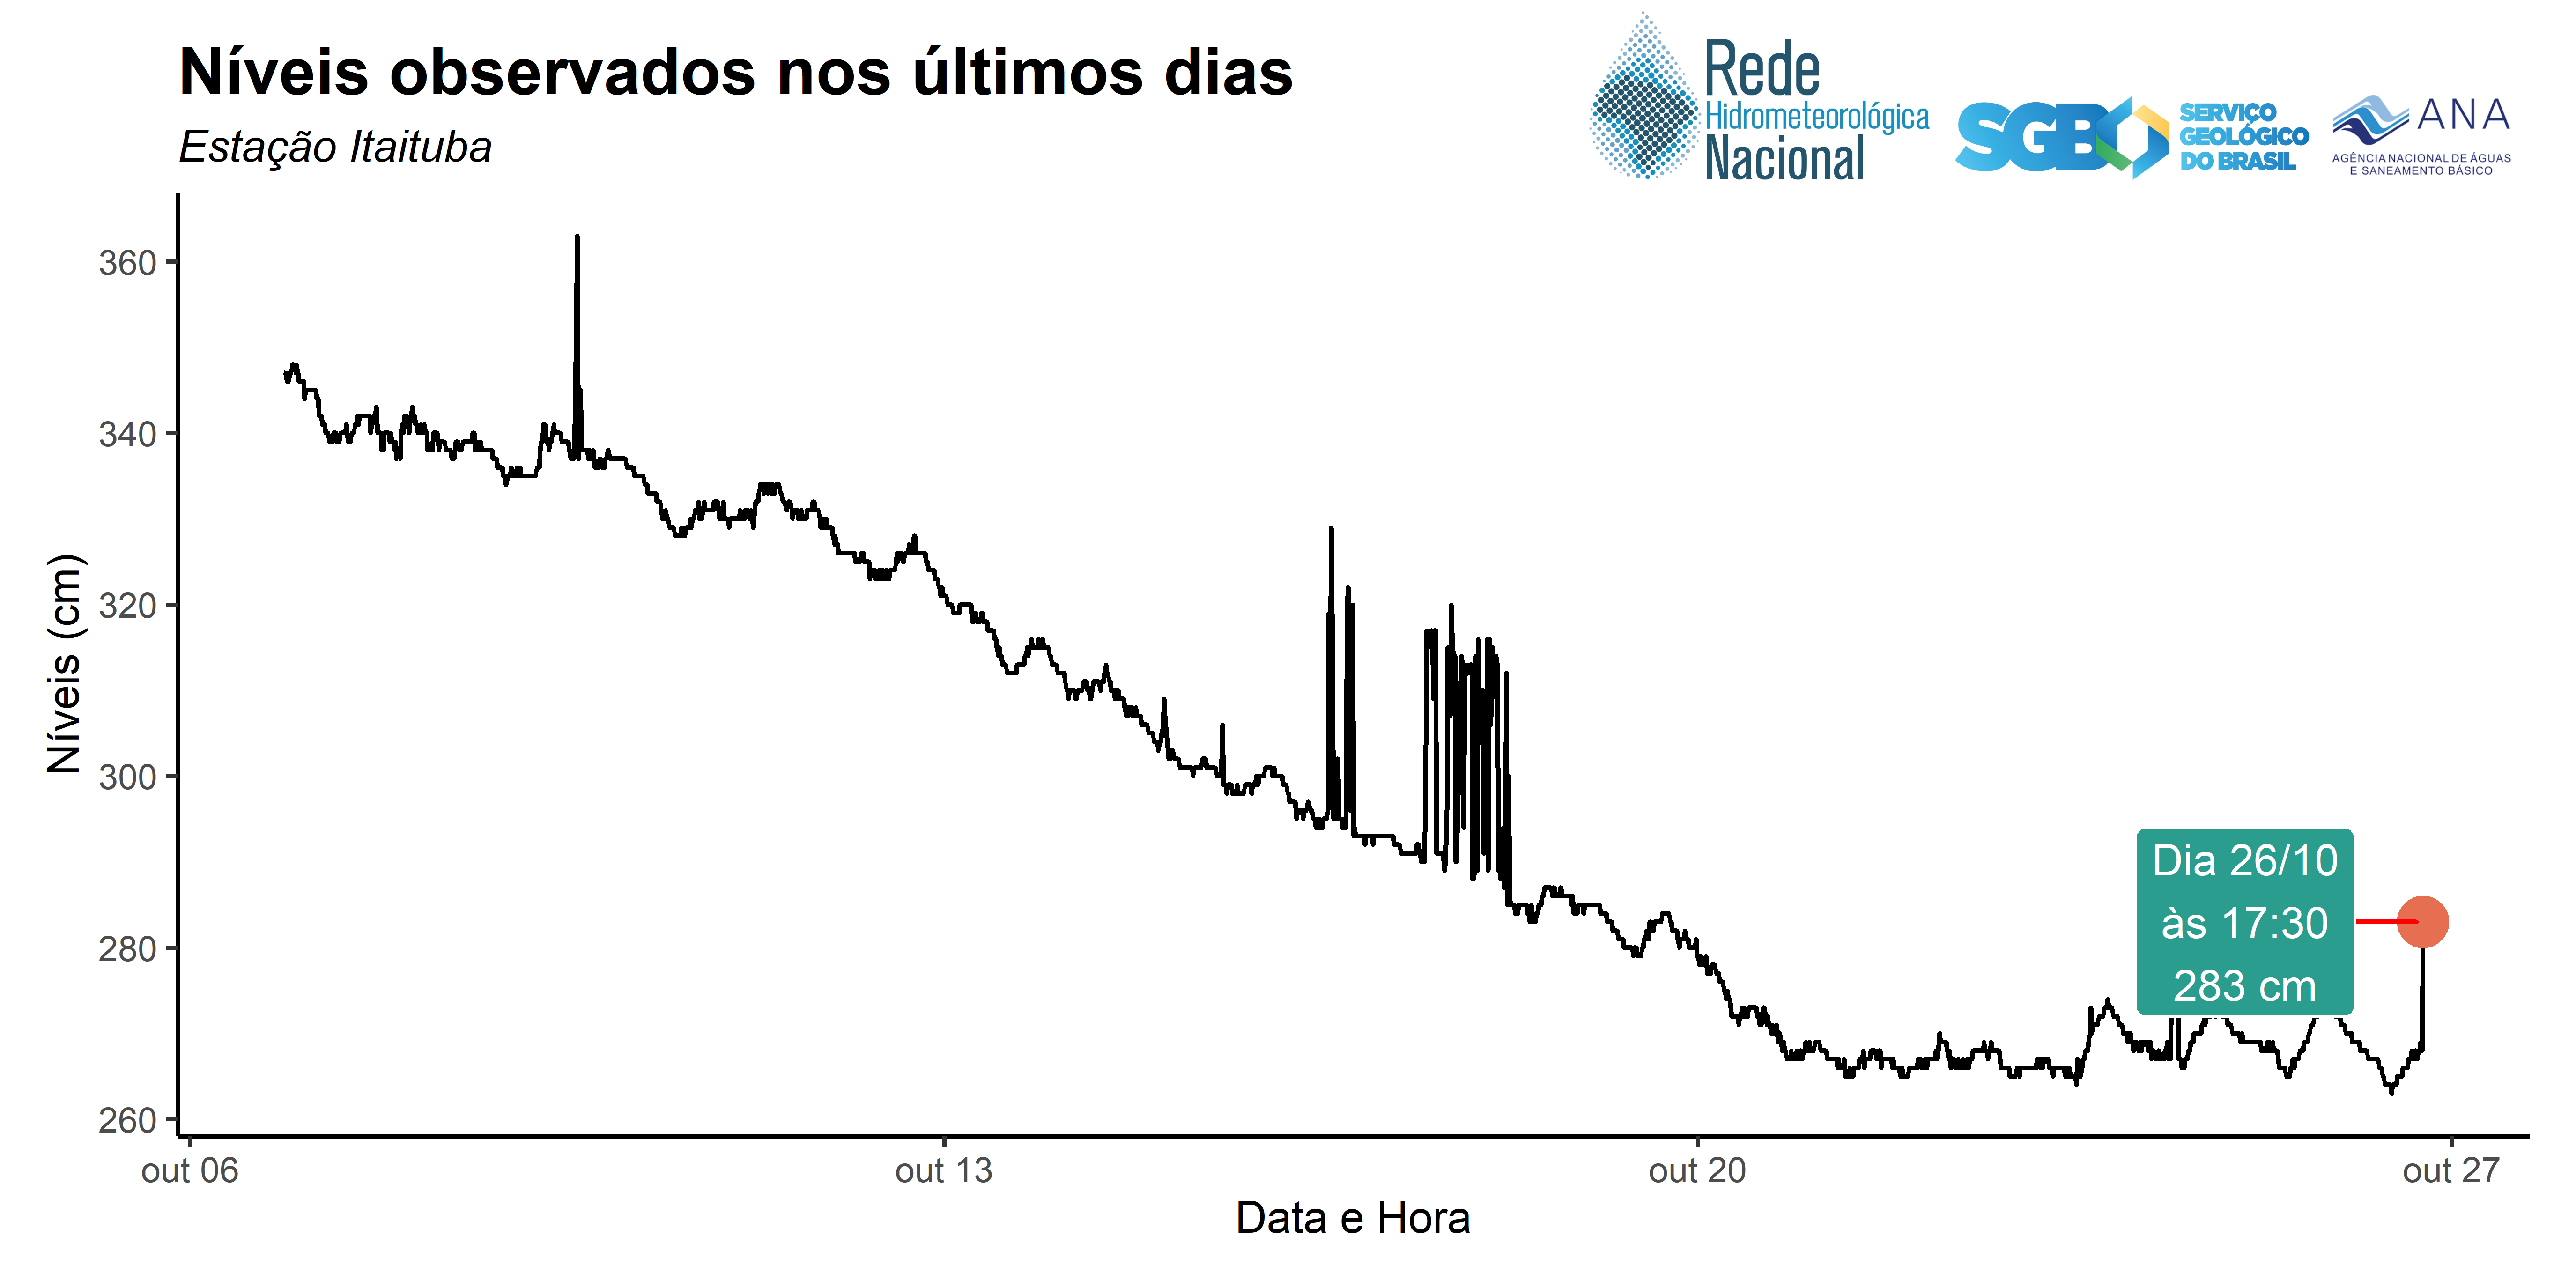 Níveis observados nos últimos dias
Estação Itaituba
Rede
Hidrometeorológica
Nacional
SGB
SERVIÇO
GEOLÓGICO
DO BRASIL
ANA
AGÊNCIA NACIONAL DE ÁGUAS
E SANEAMENTO BÁSICO
Níveis (cm)
360
340
320
300
280
260
Dia 26/10
às 17:30
283 cm
out 06
out 13
out 20
out 27
Data e Hora